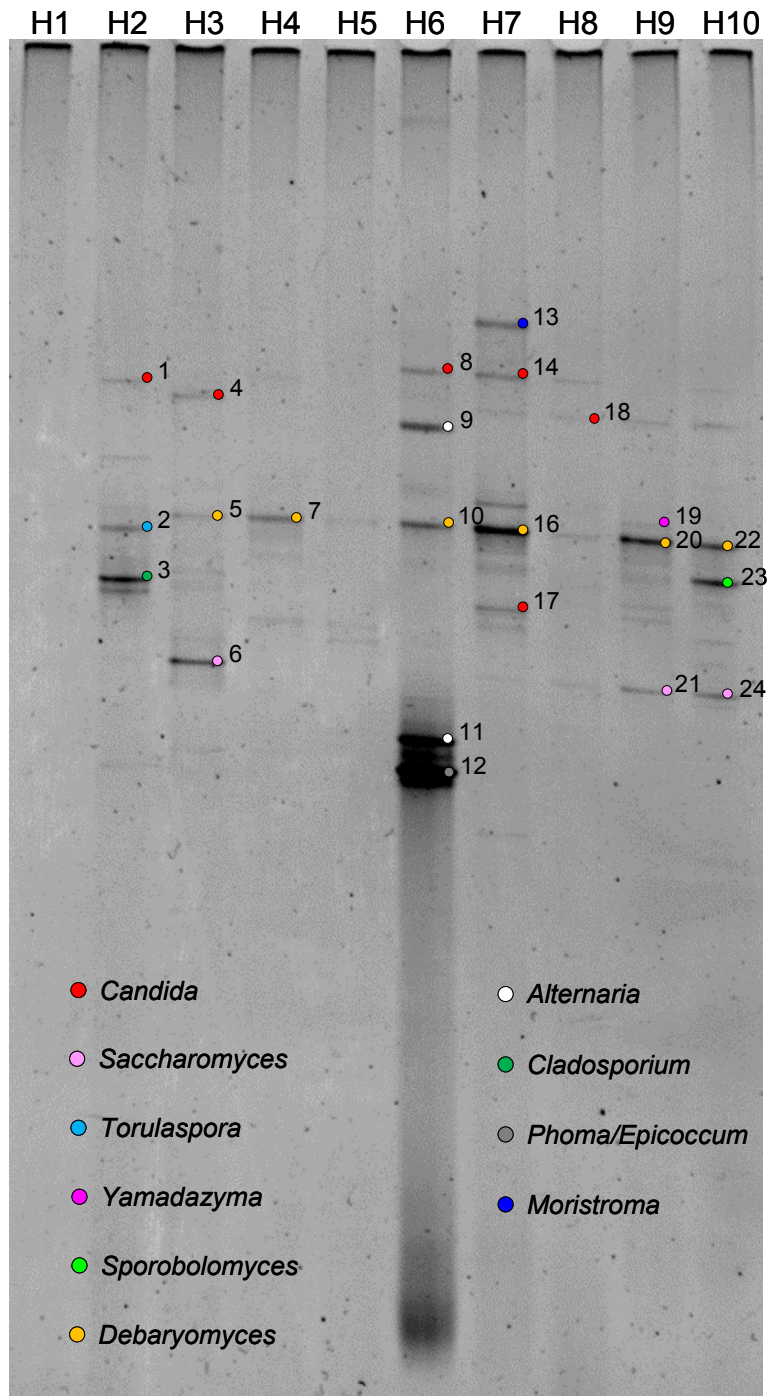 H1 H2 H3 H4 H5 H6 H7 H8 H9 H10
13
8
14
1
4
18
9
5
7
2
10
19
16
20
22
3
23
17
6
21
24
11
12
Candida
Saccharomyces
Torulaspora
Yamadazyma
Sporobolomyces
Debaryomyces
Alternaria
Cladosporium
Phoma/Epicoccum
Moristroma